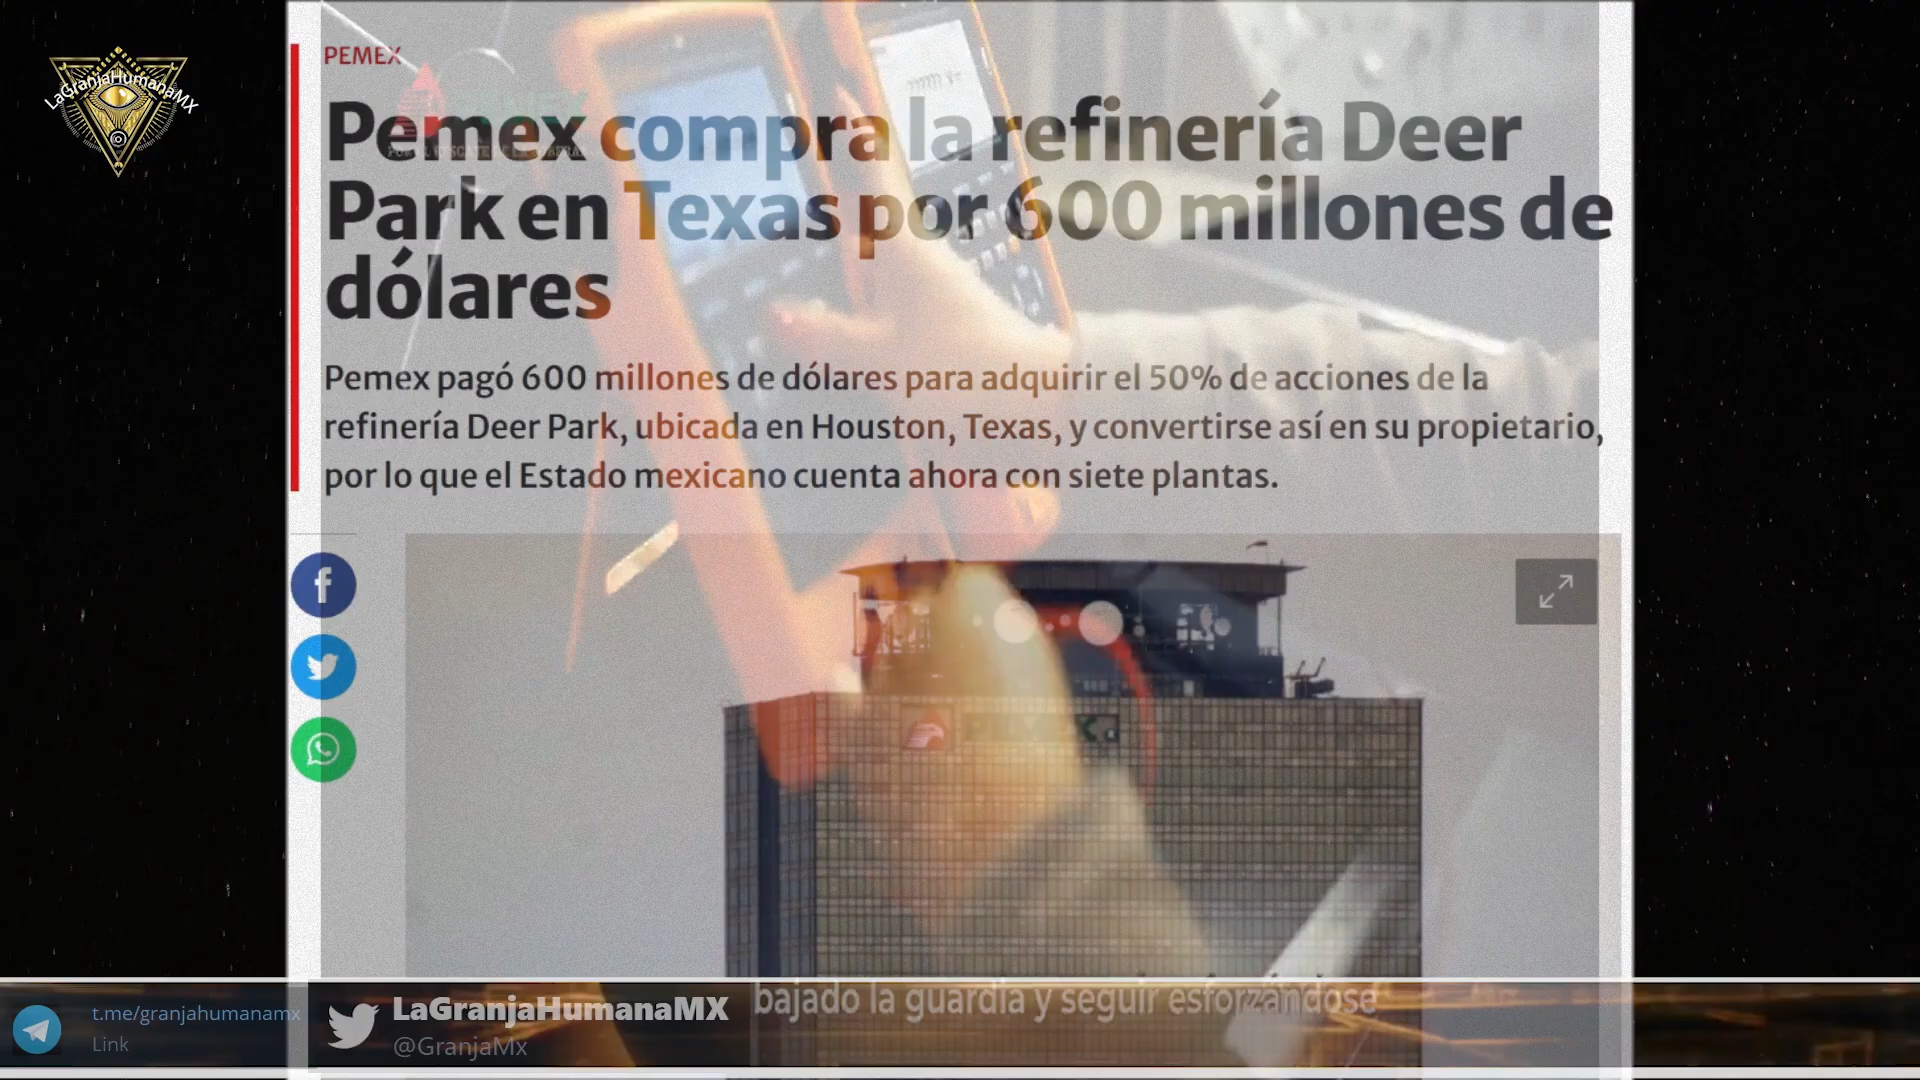 LaGranjaHumanaMX
PEMEX
Pemex compra la refinería Deer
Park en Texas por 600 millones de
dólares
Pemex pagó 600 millones de dólares para adquirir el 50% de acciones de la
refinería Deer Park, ubicada en Houston, Texas, y convertirse así en su propietario,
por lo que el Estado mexicano cuenta ahora con siete plantas.
bajado la guardia y seguir esforzándose
t.me/granjahumanamx
Link
LaGranjaHumanaMX
@GranjaMx